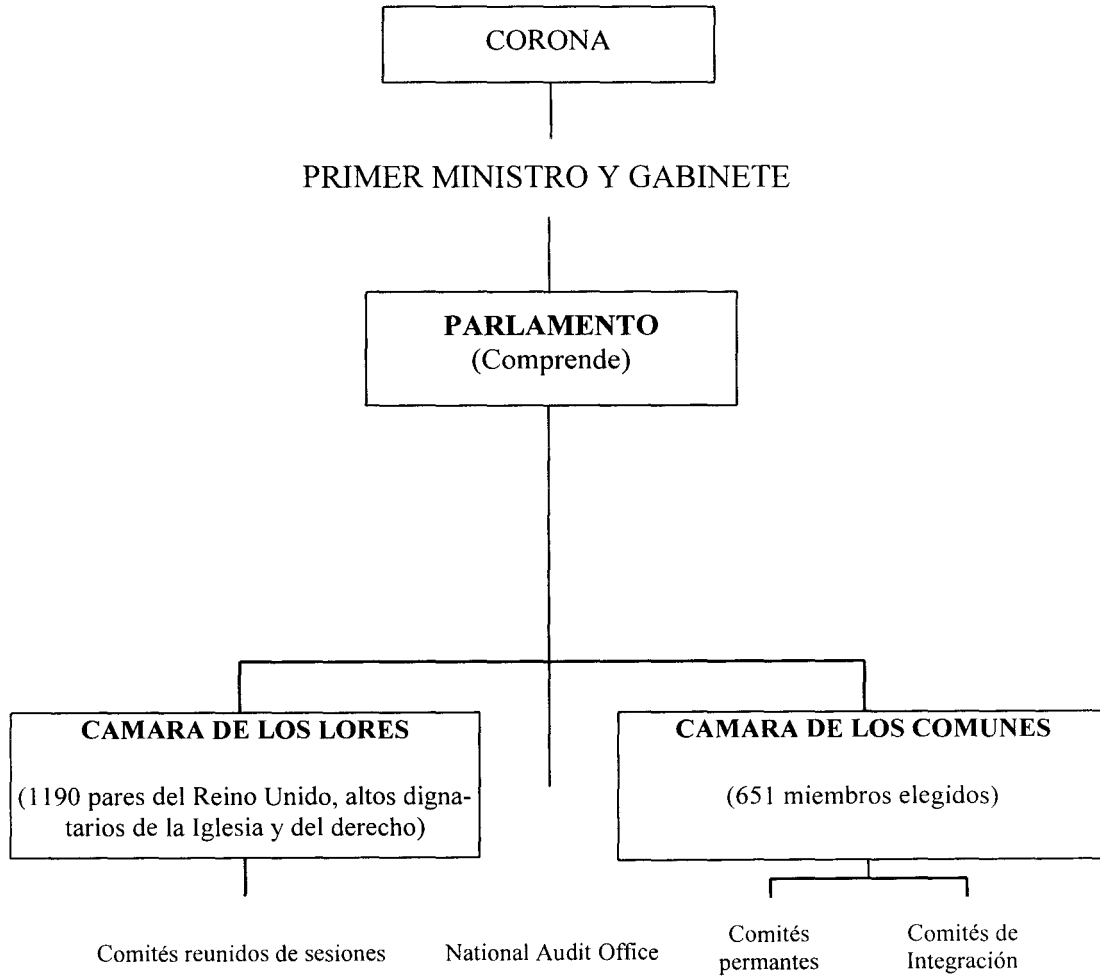 CORONA
PRIMER MINISTRO Y GABINETE
PARLAMENTO
(Comprende)
CAMARA DE LOS LORES
(1190 pares del Reino Unido, altos digna-
tarios de la Iglesia y del derecho)
CAMARA DE LOS COMUNES
(651 miembros elegidos)
Comités reunidos de sesiones
National Audit Office
Comités
permantes
Comités de
Integración